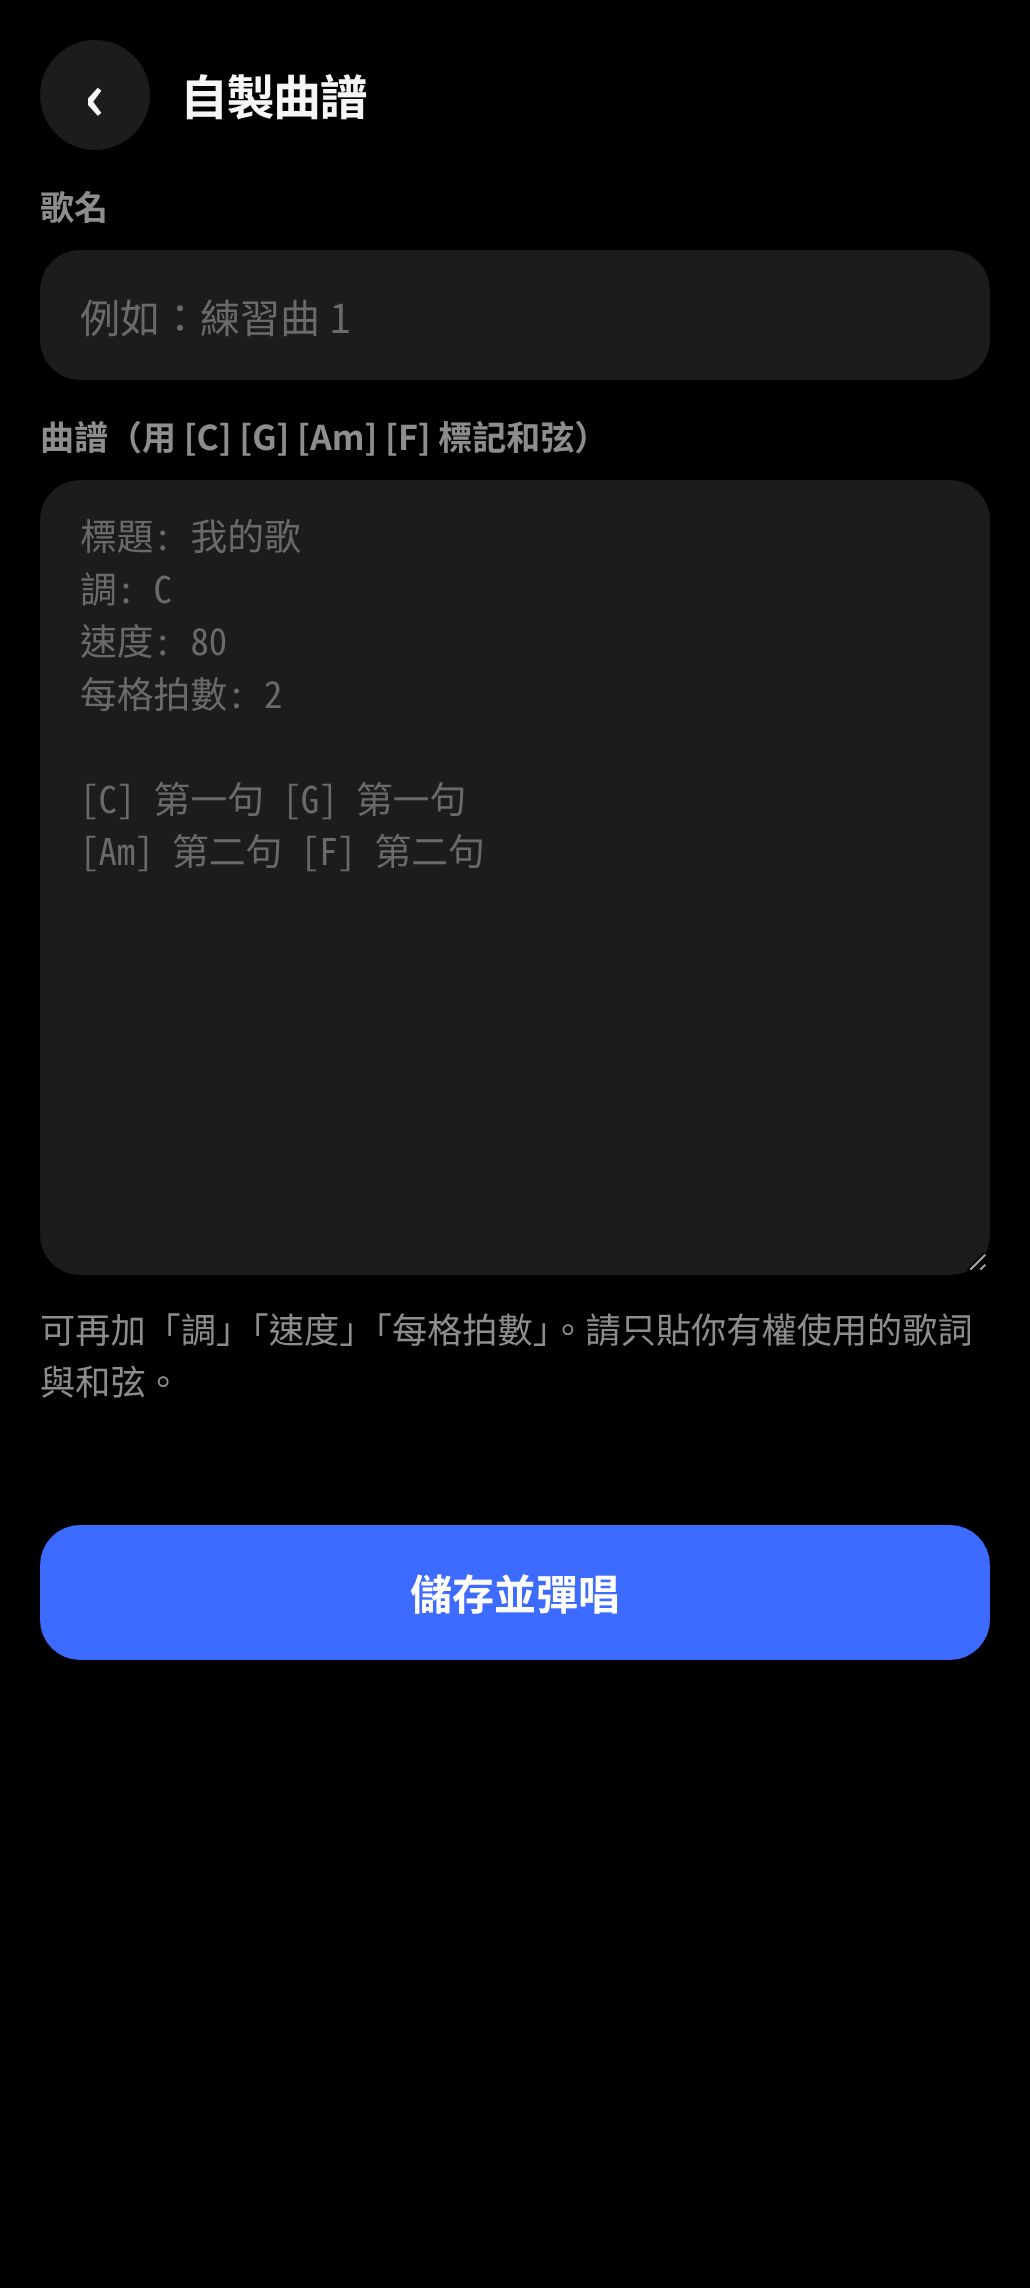 ‹
自製曲譜
歌名
例如：練習曲 1
曲譜（用 [C] [G] [Am] [F] 標記和弦）
標題: 我的歌
調: C
速度: 80
每格拍數: 2
[C] 第一句 [G] 第一句
[Am] 第二句 [F] 第二句
可再加「調」「速度」「每格拍數」。請只貼你有權使用的歌詞
與和弦。
儲存並彈唱